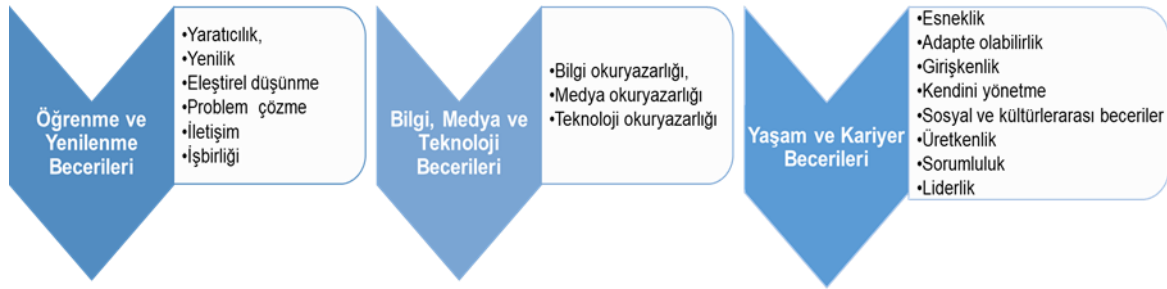 Öğrenme ve
Yenilenme
Becerileri
•Yaratıcılık,
•Yenilik
•Eleştirel düşünme
•Problem çözme
•İletişim
•İşbirliği
Bilgi, Medya ve
Teknoloji
Becerileri
•Bilgi okuryazarlığı,
•Medya okuryazarlığı
•Teknoloji okuryazarlığı
Yaşam ve Kariyer
Becerileri
•Esneklik
•Adapte olabilirlik
•Girişkenlik
•Kendini yönetme
•Sosyal ve kültürlerarası beceriler
•Üretkenlik
•Sorumluluk
•Liderlik